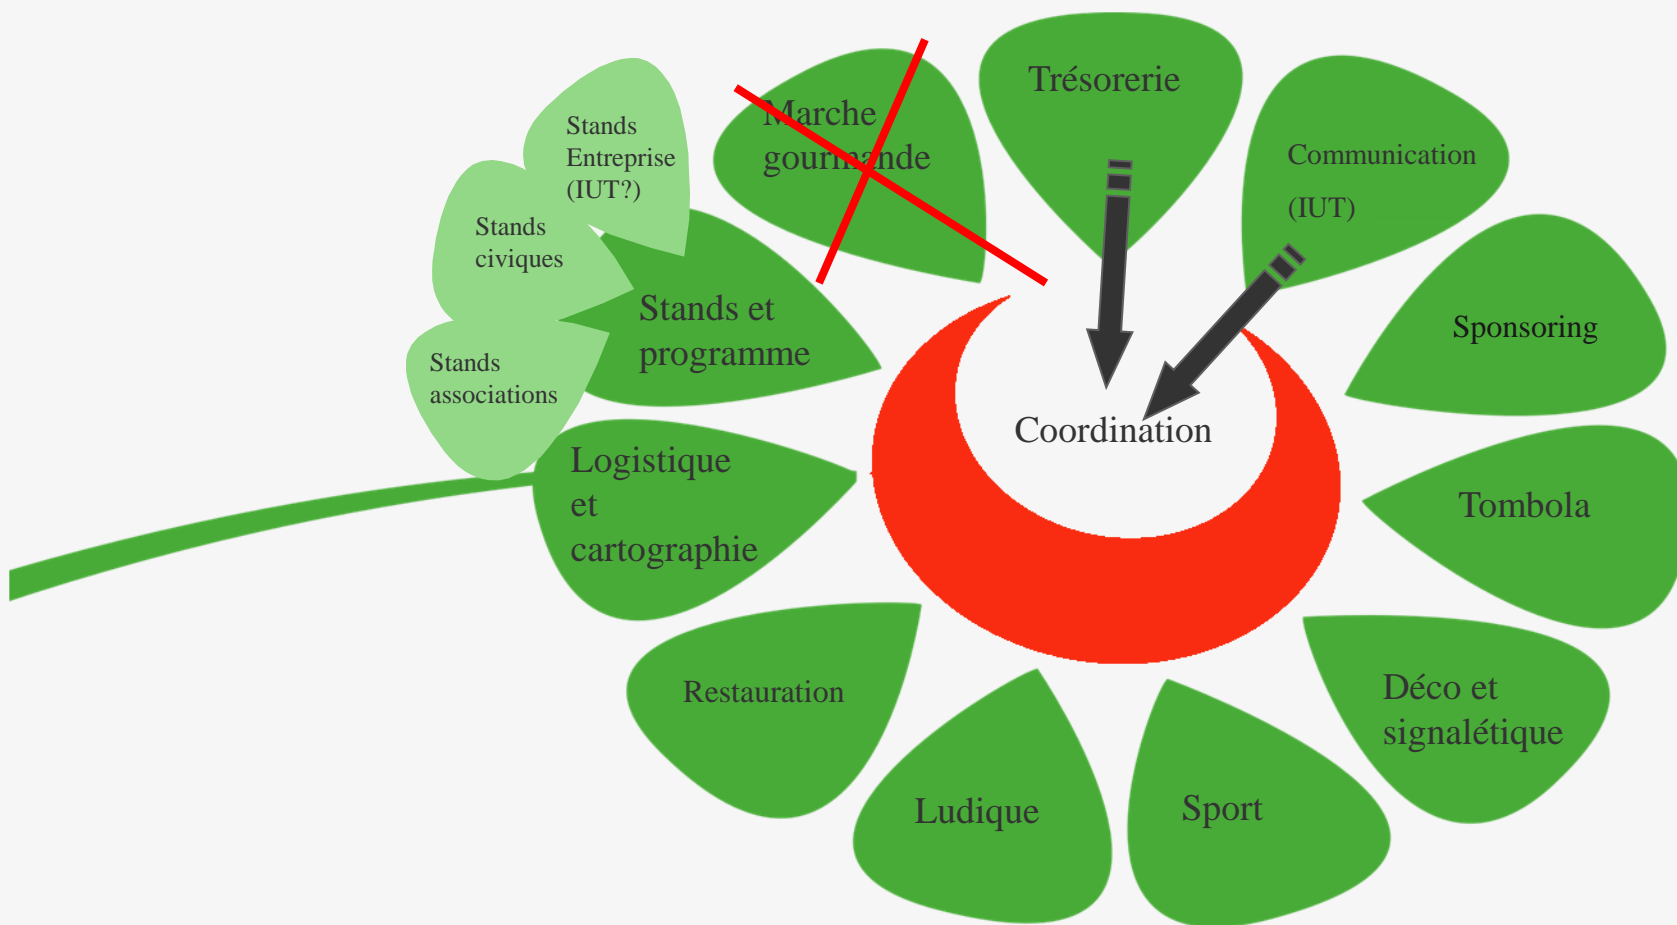 Trésorerie
Marche
gourmande
Stands
Entreprise
(IUT?)
Communication
(IUT)
Stands
civiques
Stands et
programme
Sponsoring
Stands
associations
Coordination
Logistique
et
cartographie
Tombola
Restauration
Déco et
signalétique
Ludique
Sport